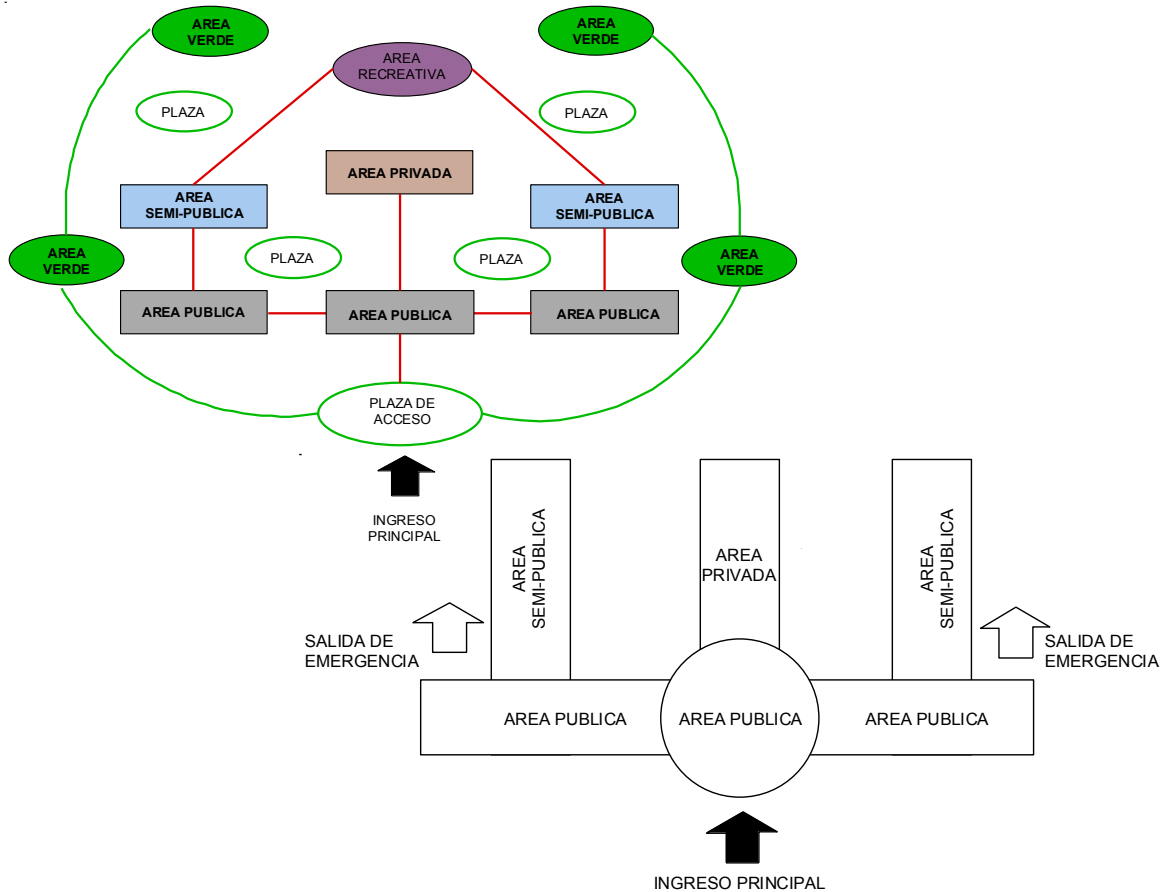 AREA
VERDE
AREA
VERDE
AREA
RECREATIVA
PLAZA
PLAZA
AREA PRIVADA
AREA
SEMI-PUBLICA
AREA
SEMI-PUBLICA
AREA
VERDE
PLAZA
PLAZA
AREA
VERDE
AREA PUBLICA
AREA PUBLICA
AREA PUBLICA
PLAZA DE
ACCESO
INGRESO
PRINCIPAL
AREA
SEMI-PUBLICA
AREA
PRIVADA
AREA
SEMI-PUBLICA
SALIDA DE
EMERGENCIA
SALIDA DE
EMERGENCIA
AREA PUBLICA
AREA PUBLICA
AREA PUBLICA
INGRESO PRINCIPAL